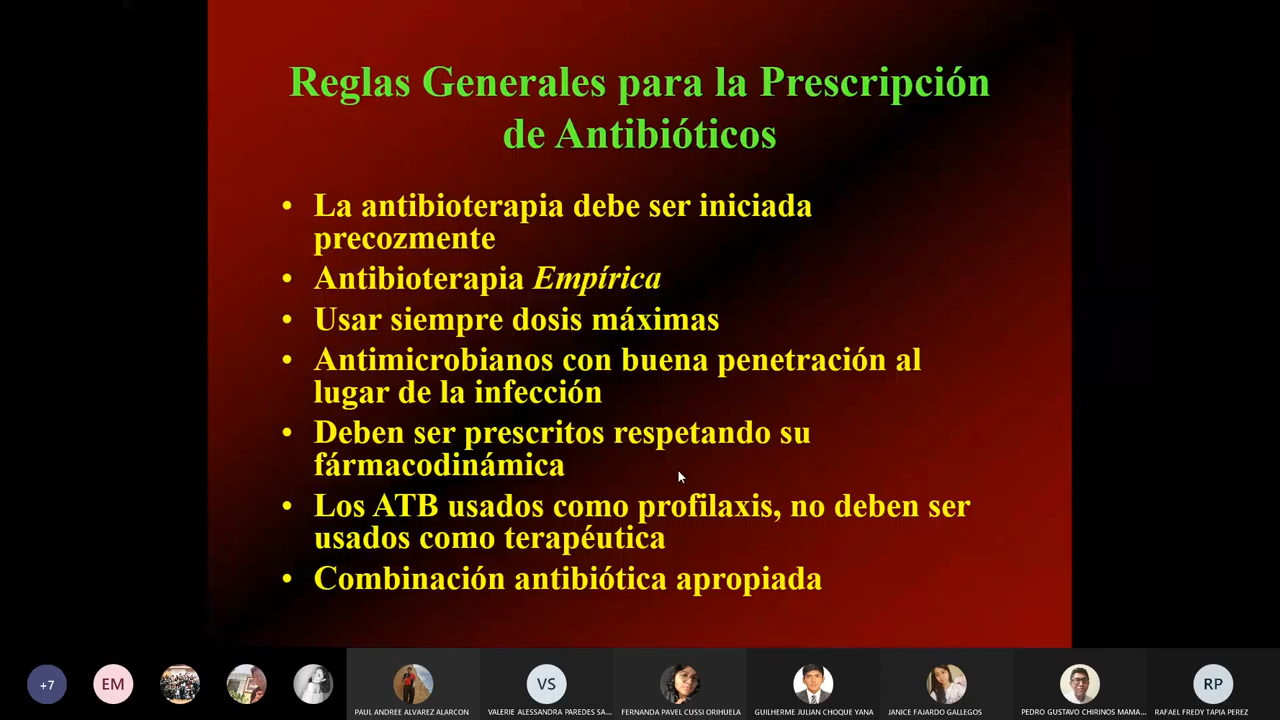 Reglas Generales para la Prescripción
de Antibióticos
• La antibioterapia debe ser iniciada
precozmente
• Antibioterapia Empírica
• Usar siempre dosis máximas
• Antimicrobianos con buena penetración al
lugar de la infección
• Deben ser prescritos respetando su
fármacodinámica
• Los ATB usados como profilaxis, no deben ser
usados como terapéutica
• Combinación antibiótica apropiada
+7
EM
VS
RP
PAUL ANDREE ALVAREZ ALARCON
VALERIE ALESSANDRA PAREDES SA...
FERNANDA PAVEL CUSSI ORIHUELA
GUILHERME JULIAN CHOQUE YANA
JANICE FAJARDO GALLEGOS
PEDRO GUSTAVO CHIRINOS MAMA...
RAFAEL FREDY TAPIA PEREZ